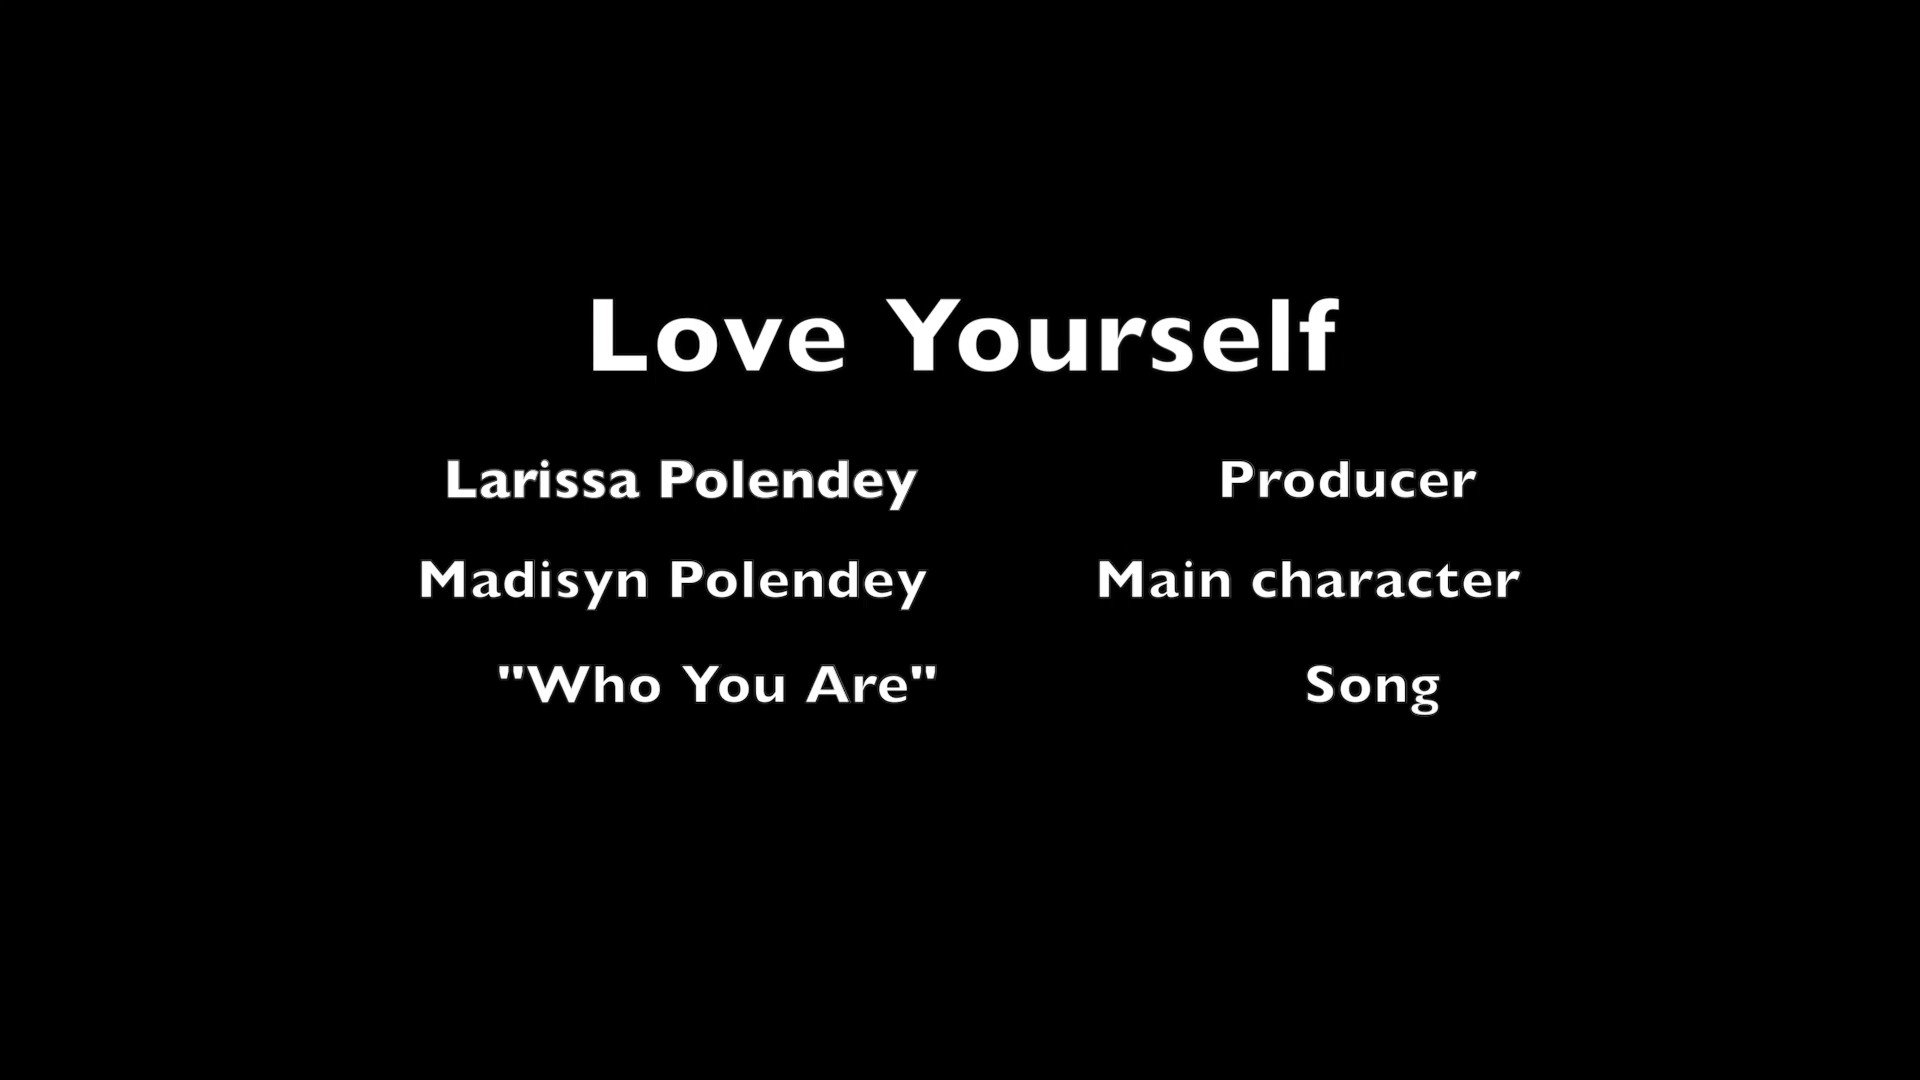 Love Yourself
Larissa Polendey Producer
Madisyn Polendey Main character
"Who You Are" Song